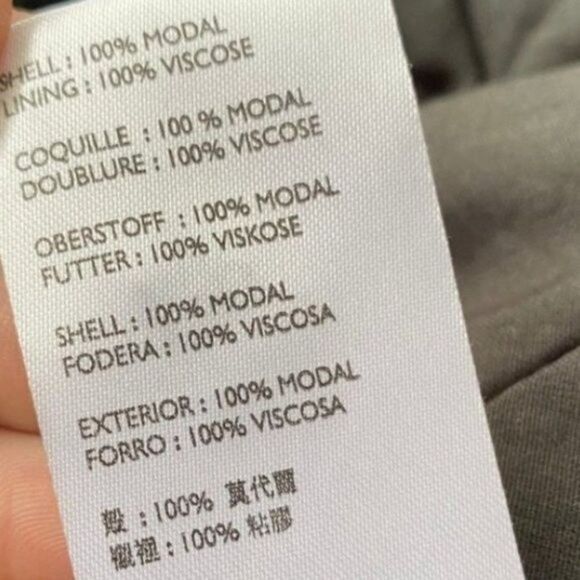 SHELL : 100% MODAL
LINING : 100% VISCOSE
COQUILLE : 100 % MODAL
DOUBLURE : 100% VISCOSE
OBERSTOFF : 100% MODAL
FUTTER : 100% VISKOSE
SHELL : 100% MODAL
FODERA : 100% VISCOSA
EXTERIOR : 100% MODAL
FORRO : 100% VISCOSA
殼 : 100% 莫代爾
襯裡 : 100% 粘膠